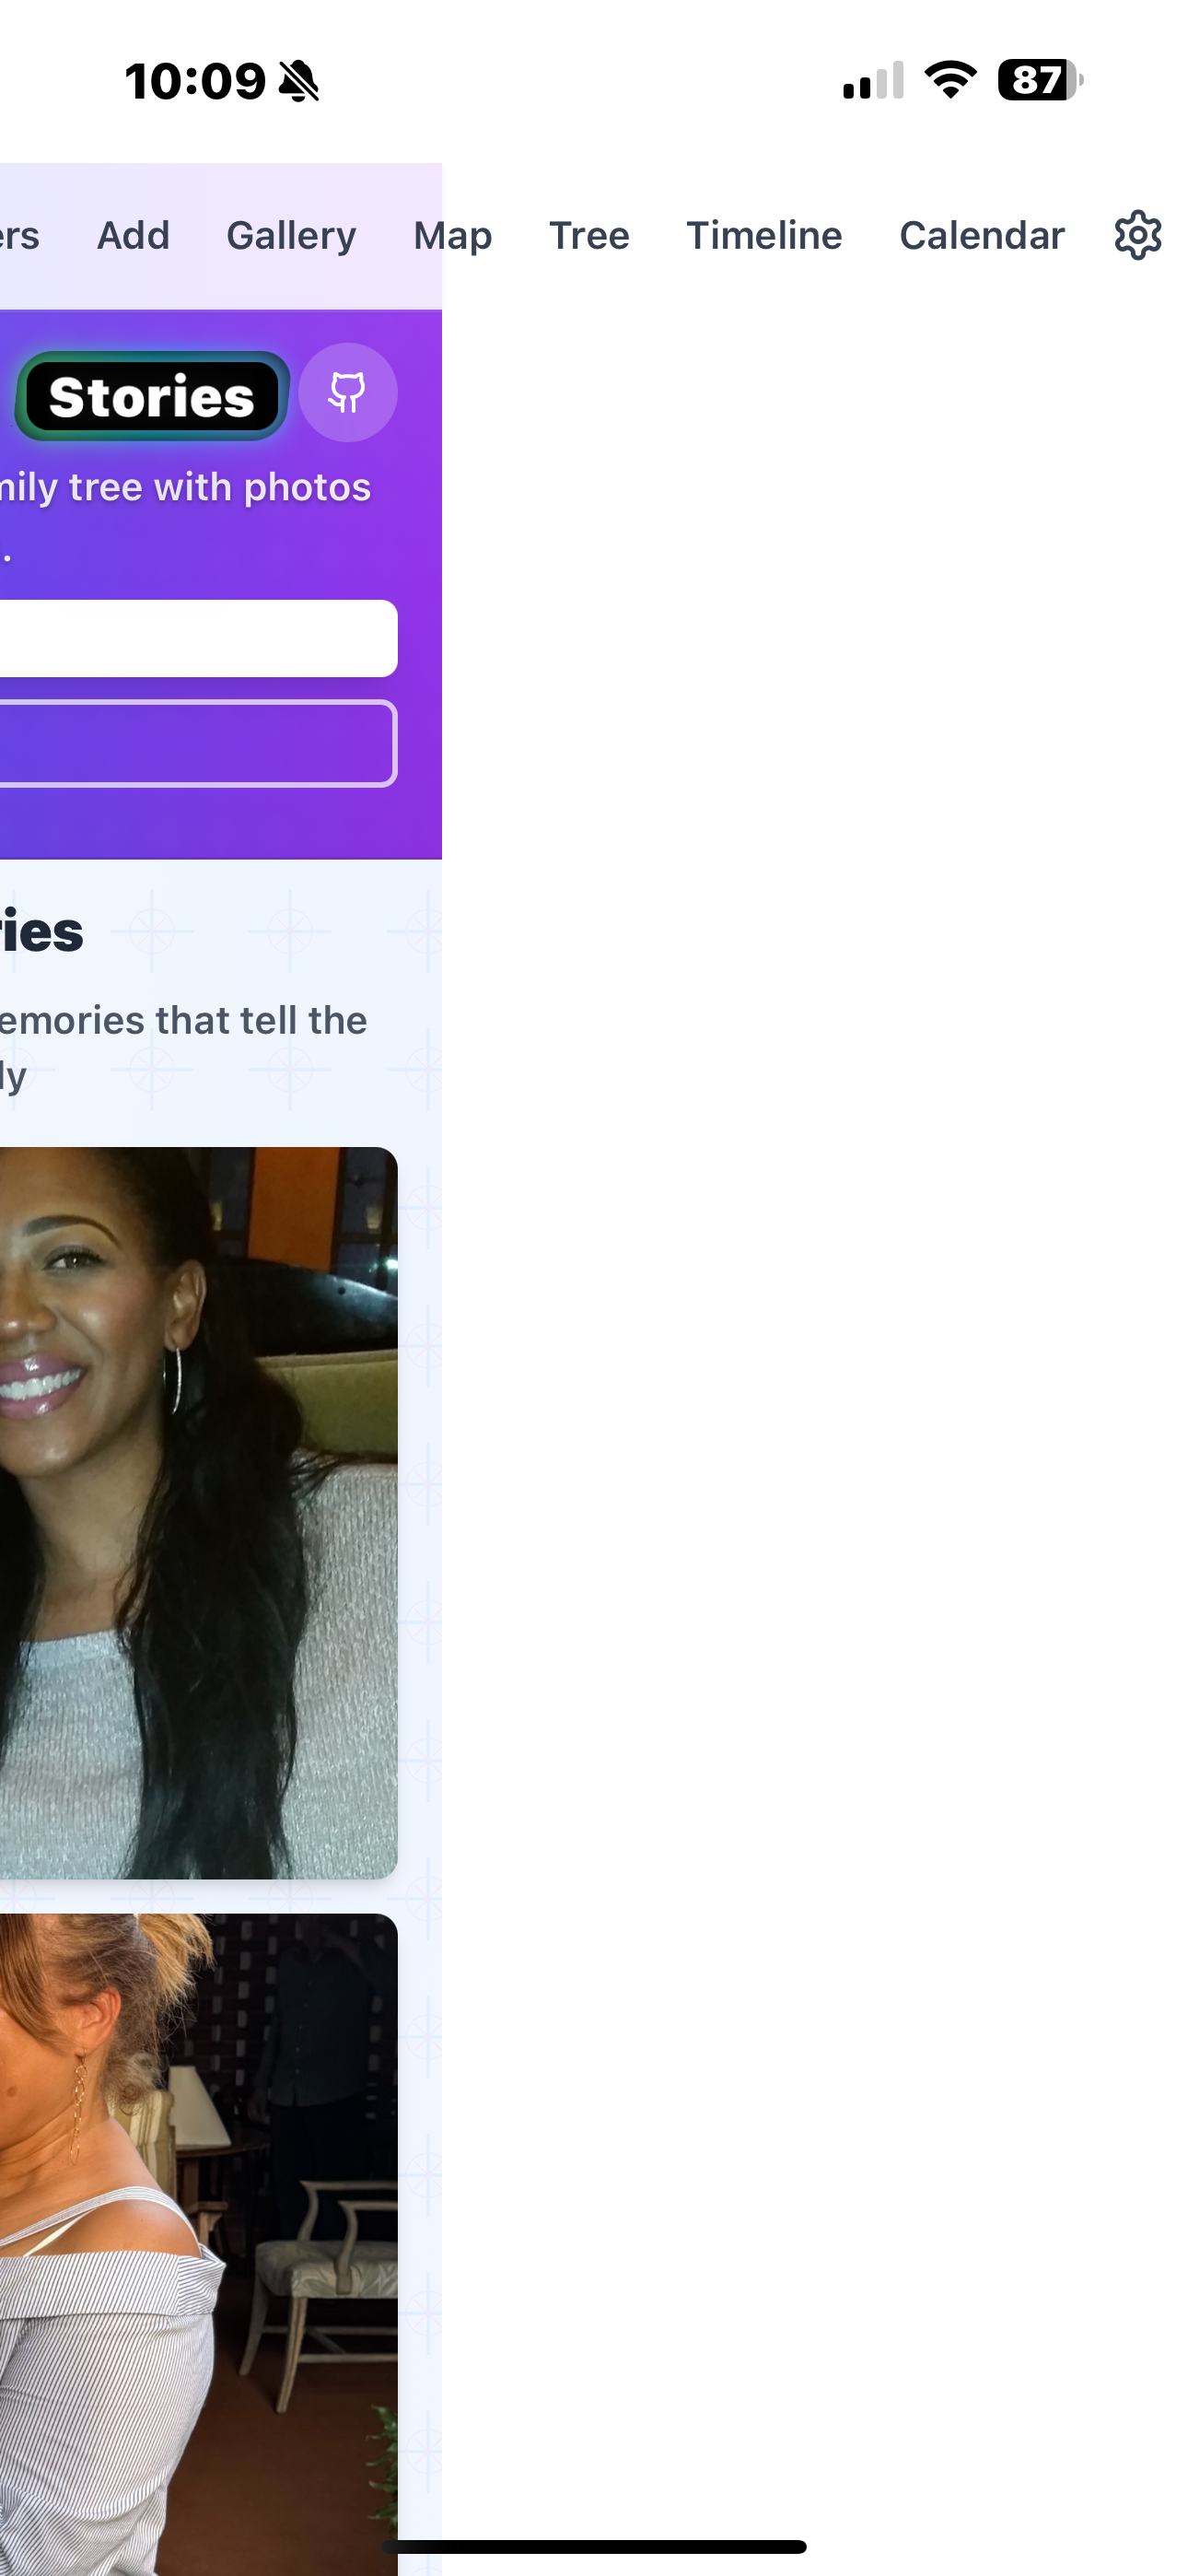 10:09
87
ers Add Gallery Map Tree Timeline Calendar
Stories
mily tree with photos
.
ries
emories that tell the
ly